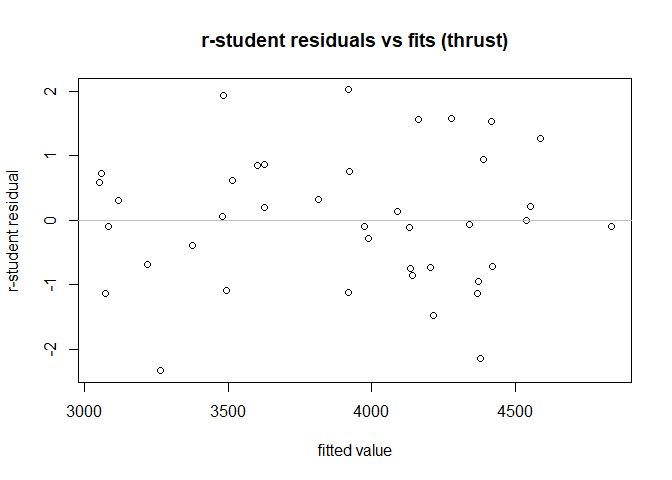 r-student residuals vs fits (thrust)
2
1
0
-1
-2
r-student residual
3000 3500 4000 4500
fitted value